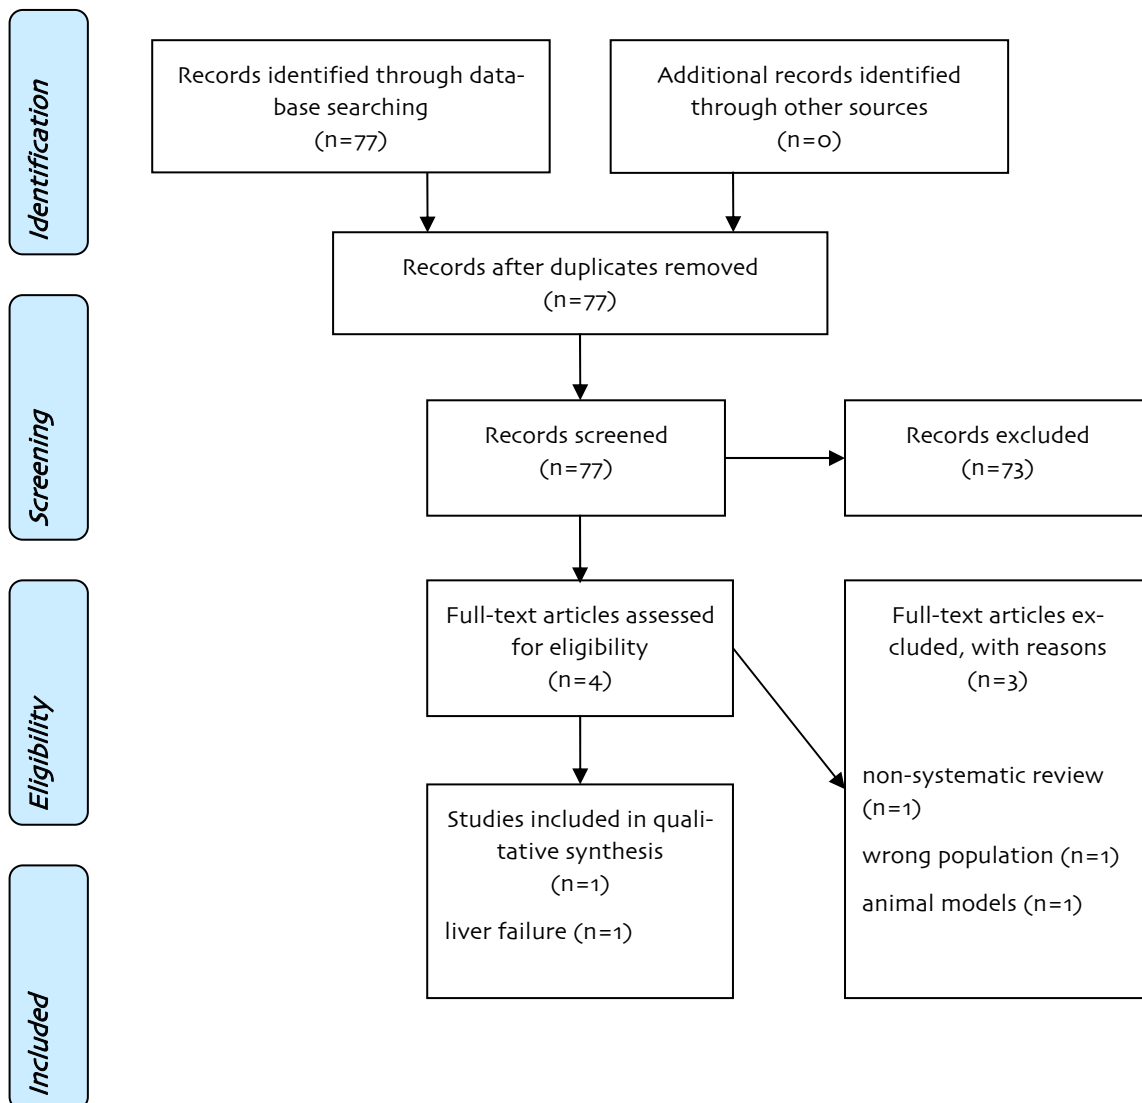 Identification
Records identified through data-
base searching
(n=77)
Additional records identified
through other sources
(n=0)
Records after duplicates removed
(n=77)
Screening
Records screened
(n=77)
Records excluded
(n=73)
Eligibility
Full-text articles assessed
for eligibility
(n=4)
Full-text articles ex-
cluded, with reasons
(n=3)
non-systematic review
(n=1)
wrong population (n=1)
animal models (n=1)
Included
Studies included in quali-
tative synthesis
(n=1)
liver failure (n=1)